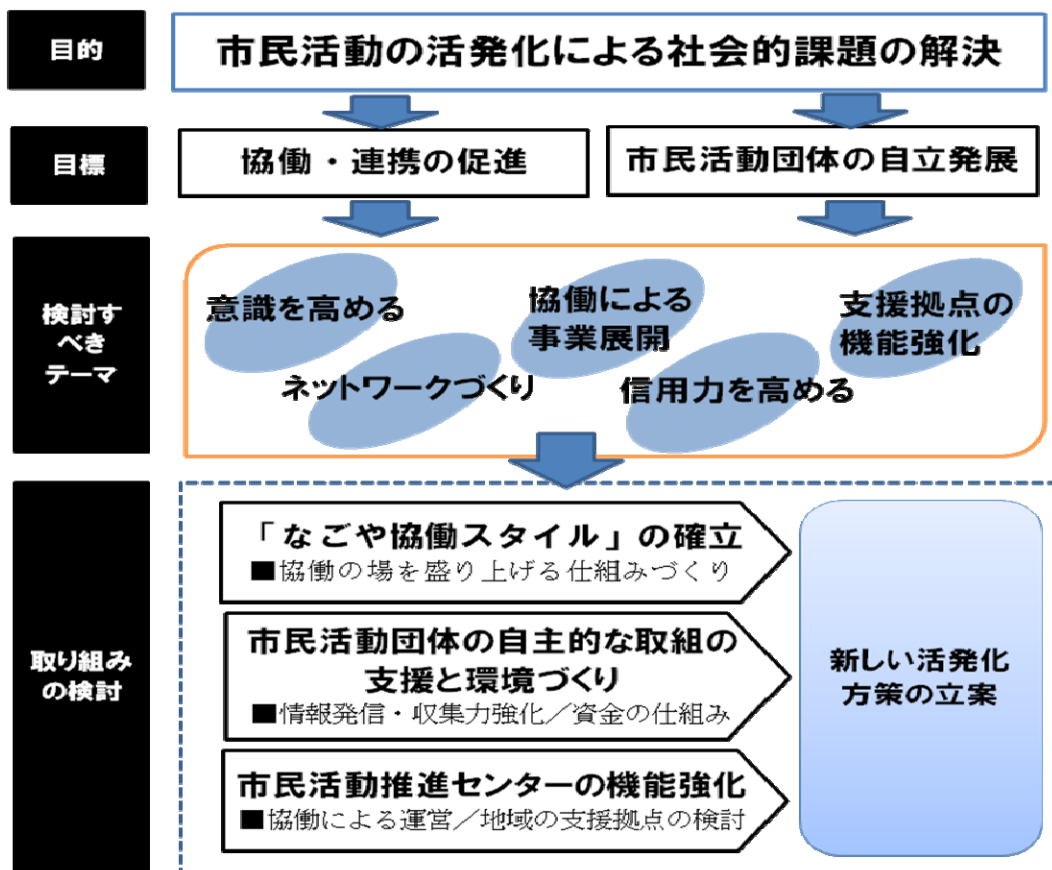 目的
市民活動の活発化による社会的課題の解決
目標
協働・連携の促進
市民活動団体の自立発展
検討す
べき
テーマ
意識を高める
協働による
事業展開
支援拠点の
機能強化
ネットワークづくり
信用力を高める
取り組み
の検討
「なごや協働スタイル」の確立
■協働の場を盛り上げる仕組みづくり
市民活動団体の自主的な取組の
支援と環境づくり
■情報発信・収集力強化／資金の仕組み
市民活動推進センターの機能強化
■協働による運営／地域の支援拠点の検討
新しい活発化
方策の立案